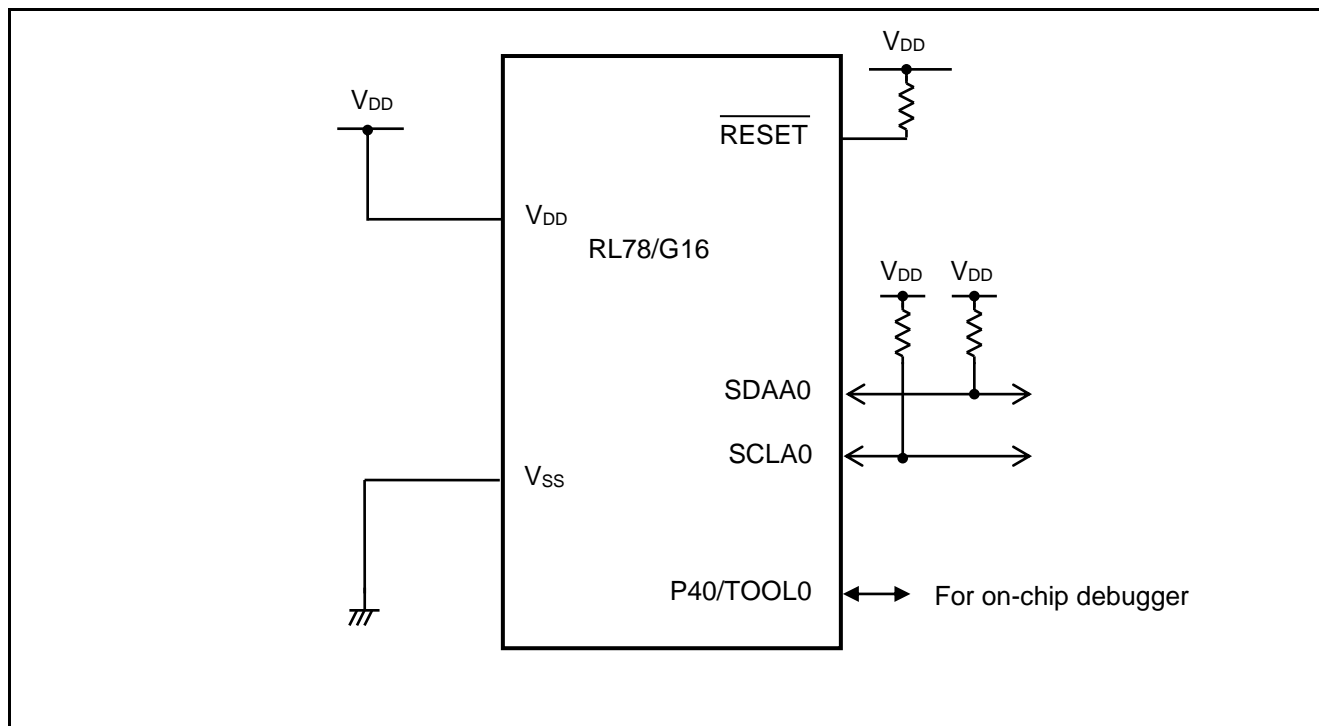 VDD
VDD
RESET
VDD
RL78/G16
VDD VDD
SDAA0
SCLA0
VSS
P40/TOOL0 For on-chip debugger